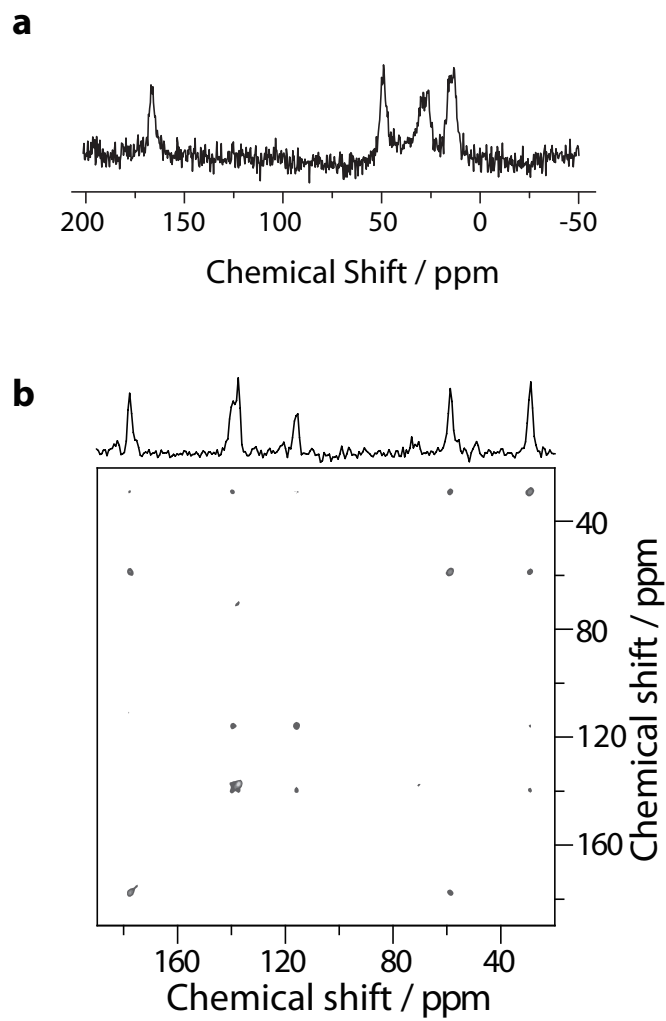 a
200 150 100 50 0 -50
Chemical Shift / ppm
b
40
80
120
160
Chemical shift / ppm
160 120 80 40
Chemical shift / ppm